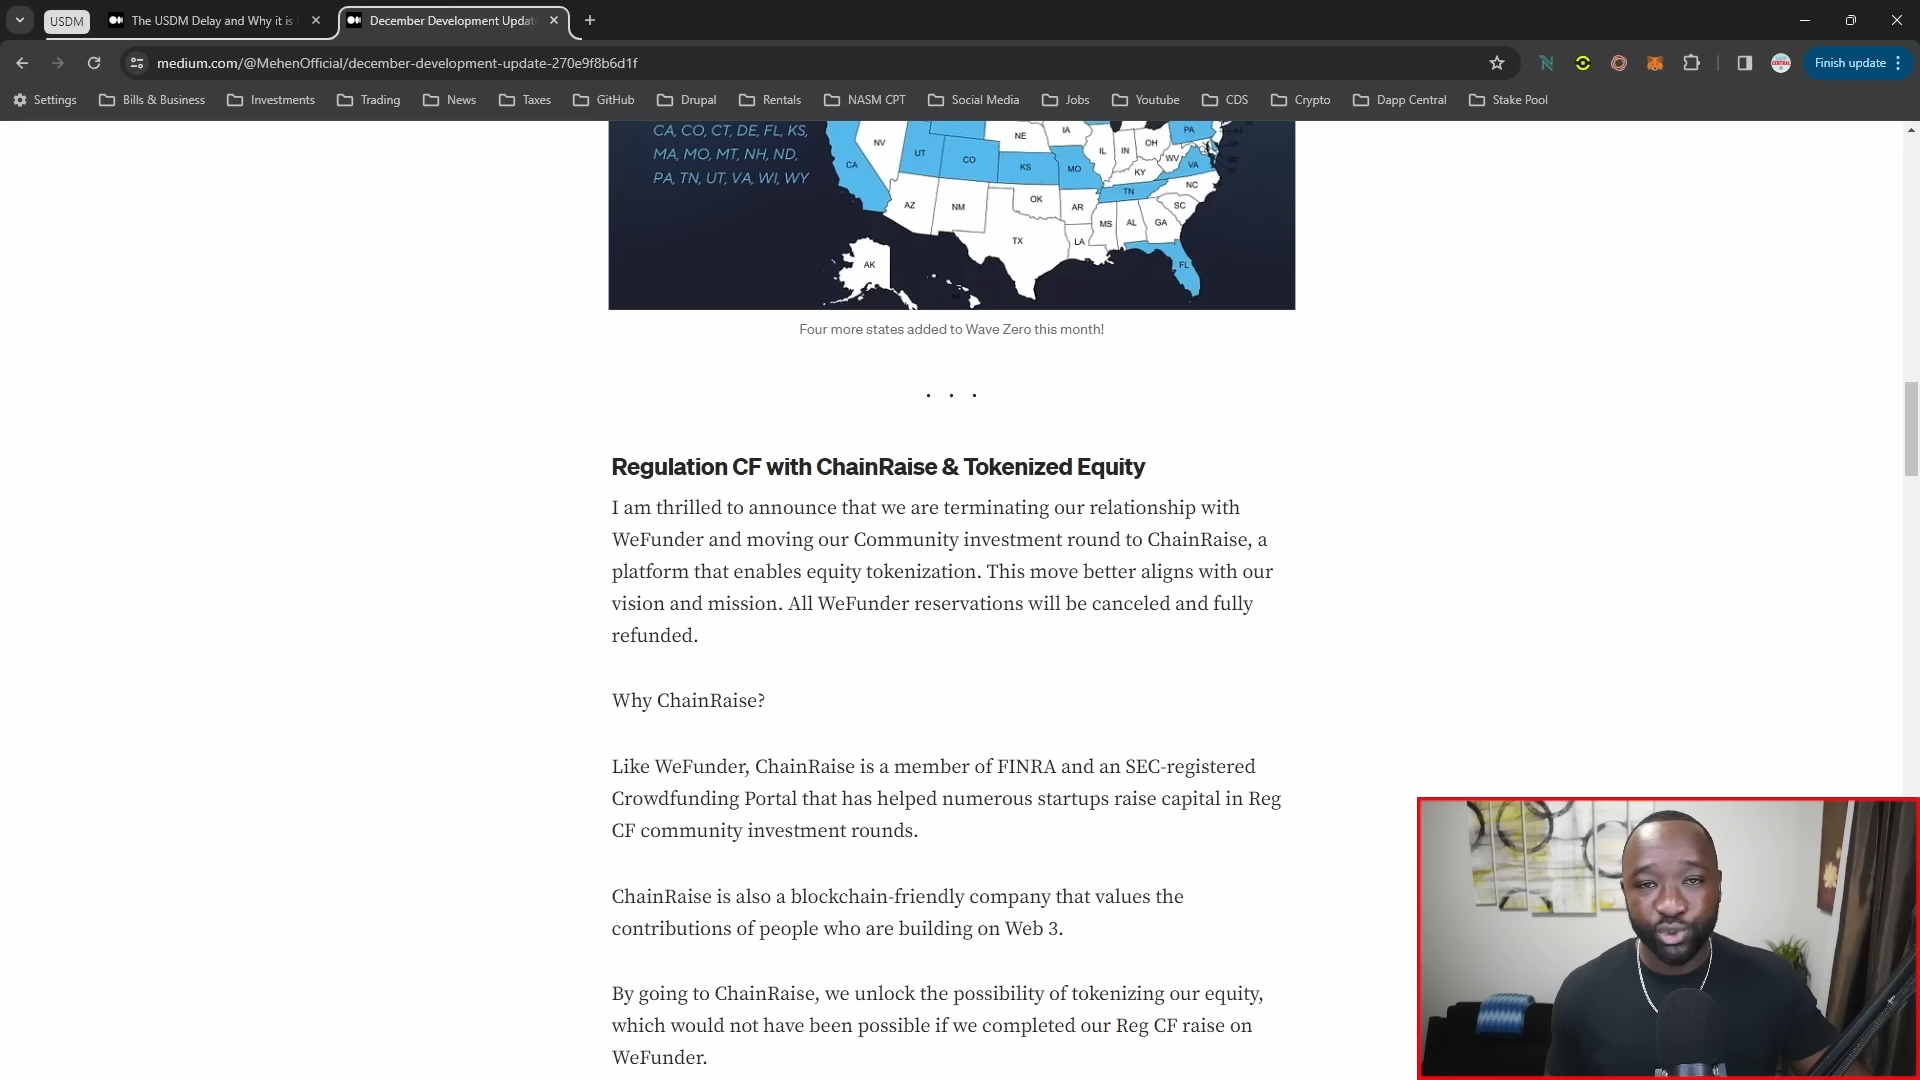 USDM
The USDM Delay and Why it is
December Development Updat
medium.com/@MehenOfficial/december-development-update-270e9f8b6d1f
Finish update
Settings
Bills & Business
Investments
Trading
News
Taxes
GitHub
Drupal
Rentals
NASM CPT
Social Media
Jobs
Youtube
CDS
Crypto
Dapp Central
Stake Pool
CA, CO, CT, DE, FL, KS,
MA, MO, MT, NH, ND,
PA, TN, UT, VA, WI, WY
NV
UT
CO
CA
NE
IA
KS
MO
IL
IN
OH
PA
WV
VA
KY
NC
TN
AZ
NM
OK
AR
SC
MS
AL
GA
TX
LA
FL
AK
HI
Four more states added to Wave Zero this month!
. . .
Regulation CF with ChainRaise & Tokenized Equity
I am thrilled to announce that we are terminating our relationship with
WeFunder and moving our Community investment round to ChainRaise, a
platform that enables equity tokenization. This move better aligns with our
vision and mission. All WeFunder reservations will be canceled and fully
refunded.
Why ChainRaise?
Like WeFunder, ChainRaise is a member of FINRA and an SEC-registered
Crowdfunding Portal that has helped numerous startups raise capital in Reg
CF community investment rounds.
ChainRaise is also a blockchain-friendly company that values the
contributions of people who are building on Web 3.
By going to ChainRaise, we unlock the possibility of tokenizing our equity,
which would not have been possible if we completed our Reg CF raise on
WeFunder.